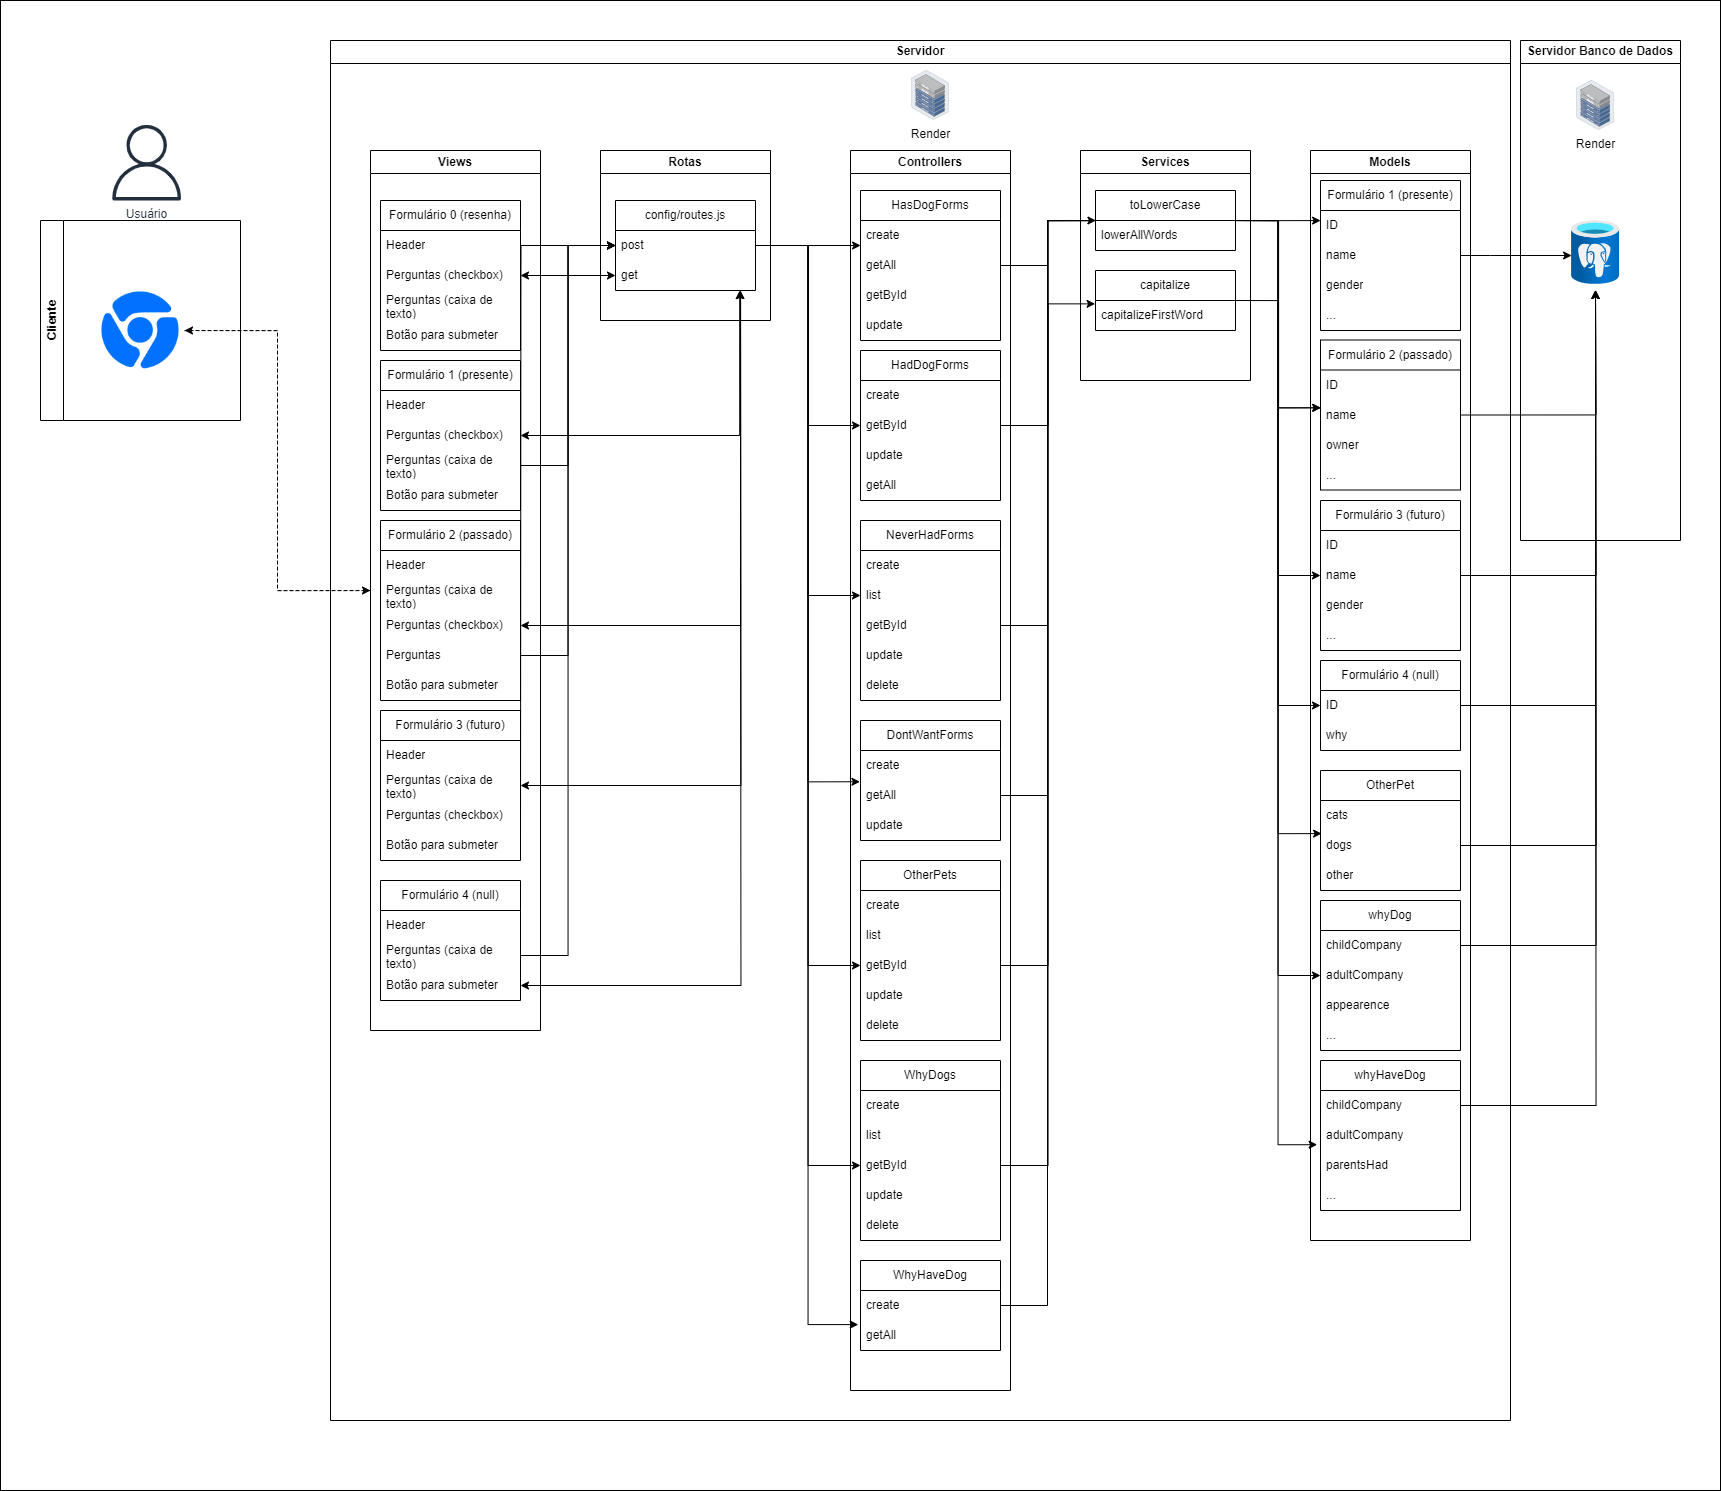 Servidor
Servidor Banco de Dados
Render
Render
Usuário
Cliente
Views
Formulário 0 (resenha)
Header
Perguntas (checkbox)
Perguntas (caixa de
texto)
Botão para submeter
Formulário 1 (presente)
Header
Perguntas (checkbox)
Perguntas (caixa de
texto)
Botão para submeter
Formulário 2 (passado)
Header
Perguntas (caixa de
texto)
Perguntas (checkbox)
Perguntas
Botão para submeter
Formulário 3 (futuro)
Header
Perguntas (caixa de
texto)
Perguntas (checkbox)
Botão para submeter
Formulário 4 (null)
Header
Perguntas (caixa de
texto)
Botão para submeter
Rotas
config/routes.js
post
get
Controllers
HasDogForms
create
getAll
getById
update
HadDogForms
create
getById
update
getAll
NeverHadForms
create
list
getById
update
delete
DontWantForms
create
getAll
update
OtherPets
create
list
getById
update
delete
WhyDogs
create
list
getById
update
delete
WhyHaveDog
create
getAll
Services
toLowerCase
lowerAllWords
capitalize
capitalizeFirstWord
Models
Formulário 1 (presente)
ID
name
gender
...
Formulário 2 (passado)
ID
name
owner
...
Formulário 3 (futuro)
ID
name
gender
...
Formulário 4 (null)
ID
why
OtherPet
cats
dogs
other
whyDog
childCompany
adultCompany
appearence
...
whyHaveDog
childCompany
adultCompany
parentsHad
...